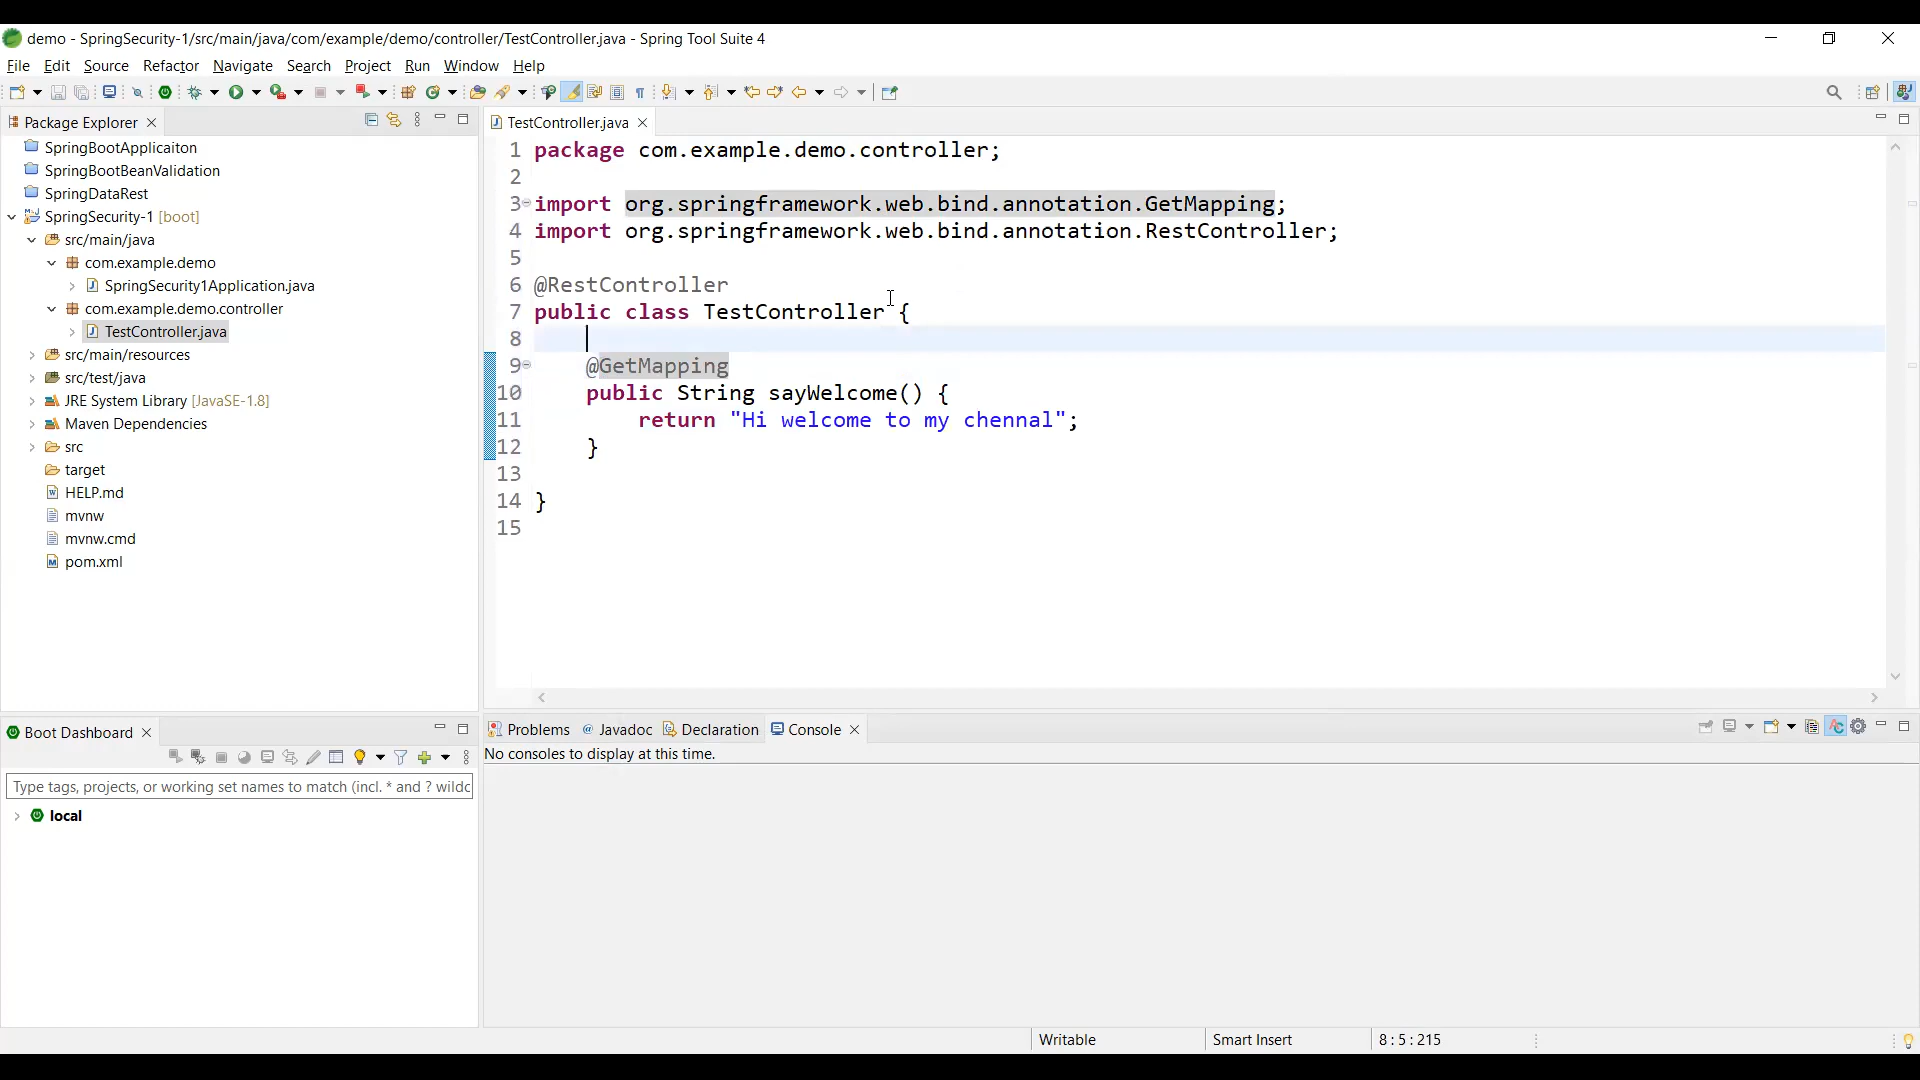 demo - SpringSecurity-1/src/main/java/com/example/demo/controller/TestController.java - Spring Tool Suite 4
File Edit Source Refactor Navigate Search Project Run Window Help
Package Explorer
SpringBootApplicaiton
SpringBootBeanValidation
SpringDataRest
SpringSecurity-1 [boot]
src/main/java
com.example.demo
SpringSecurity1Application.java
com.example.demo.controller
TestController.java
src/main/resources
src/test/java
JRE System Library [JavaSE-1.8]
Maven Dependencies
src
target
HELP.md
mvnw
mvnw.cmd
pom.xml
TestController.java
1 package com.example.demo.controller;
2
3 import org.springframework.web.bind.annotation.GetMapping;
4 import org.springframework.web.bind.annotation.RestController;
5
6 @RestController
7 public class TestController {
8
9 @GetMapping
10 public String sayWelcome() {
11 return "Hi welcome to my chennal";
12 }
13
14 }
15
Boot Dashboard
Type tags, projects, or working set names to match (incl. * and ? wildc
local
Problems @ Javadoc Declaration Console
No consoles to display at this time.
Writable Smart Insert 8 : 5 : 215